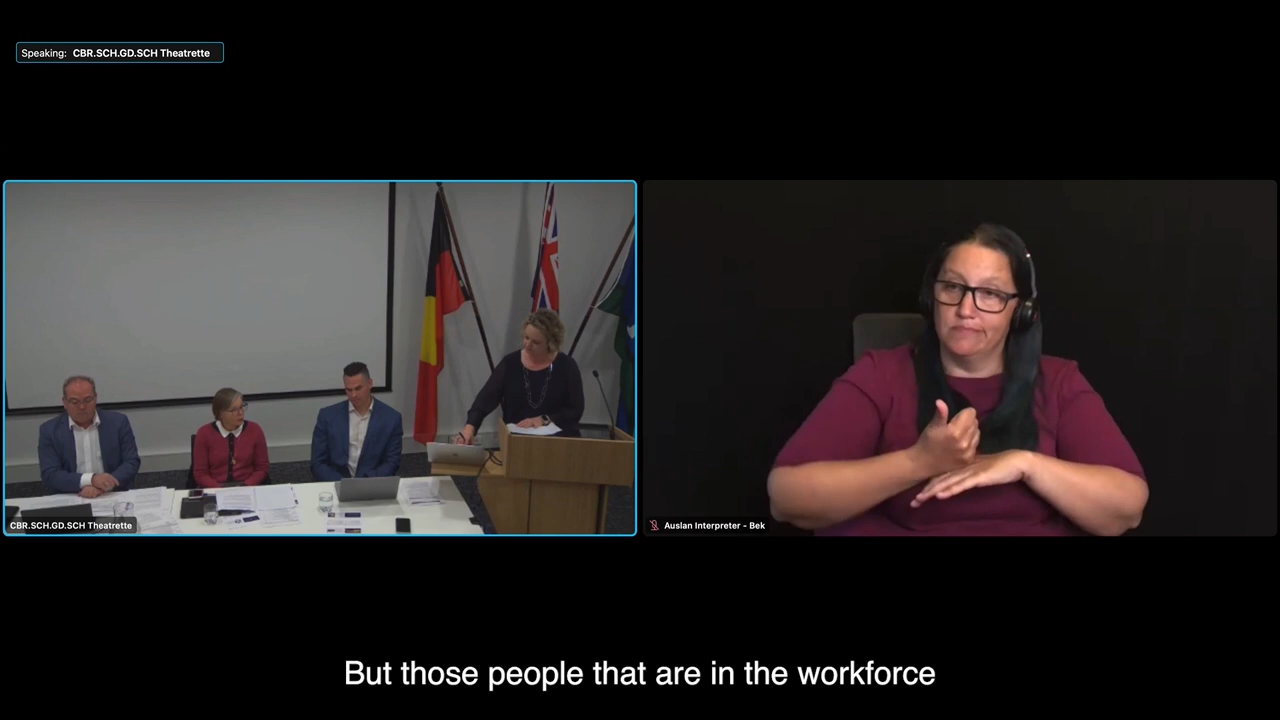 Speaking: CBR.SCH.GD.SCH Theatrette
CBR.SCH.GD.SCH Theatrette
Auslan Interpreter - Bek
But those people that are in the workforce